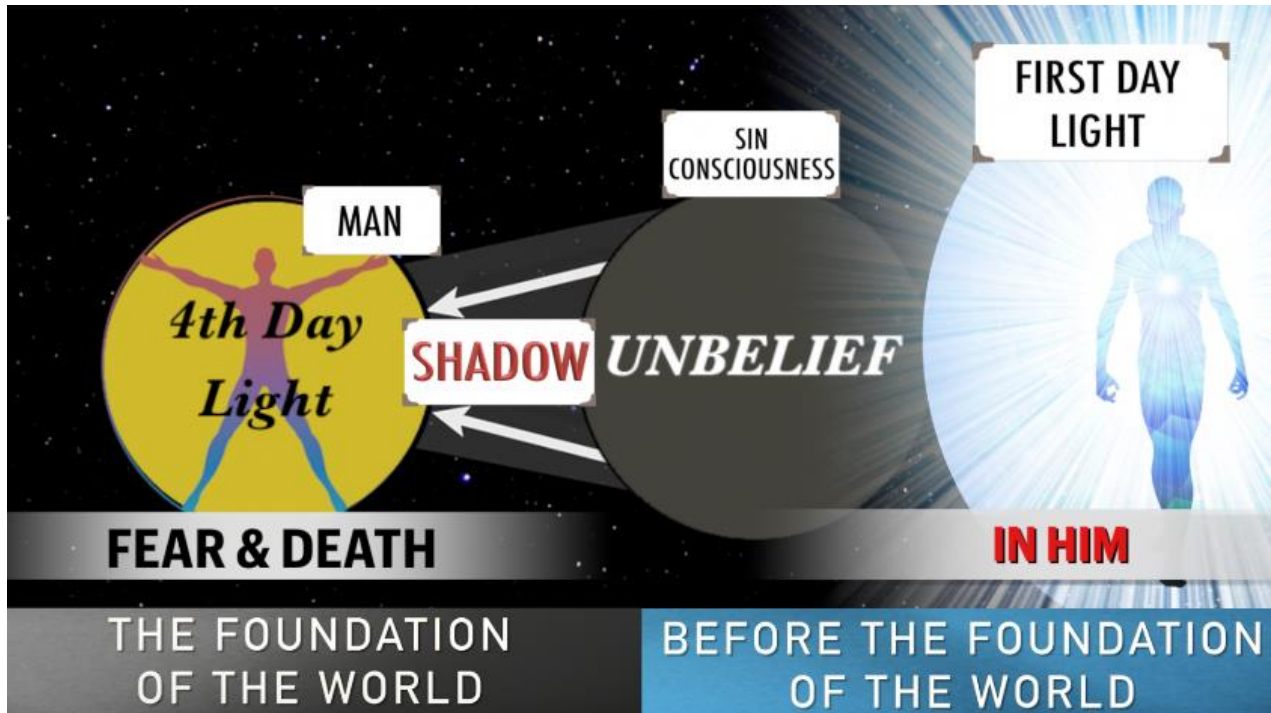 FIRST DAY
LIGHT
SIN
CONSCIOUSNESS
MAN
4th Day
Light
SHADOW
UNBELIEF
FEAR & DEATH
IN HIM
THE FOUNDATION
OF THE WORLD
BEFORE THE FOUNDATION
OF THE WORLD